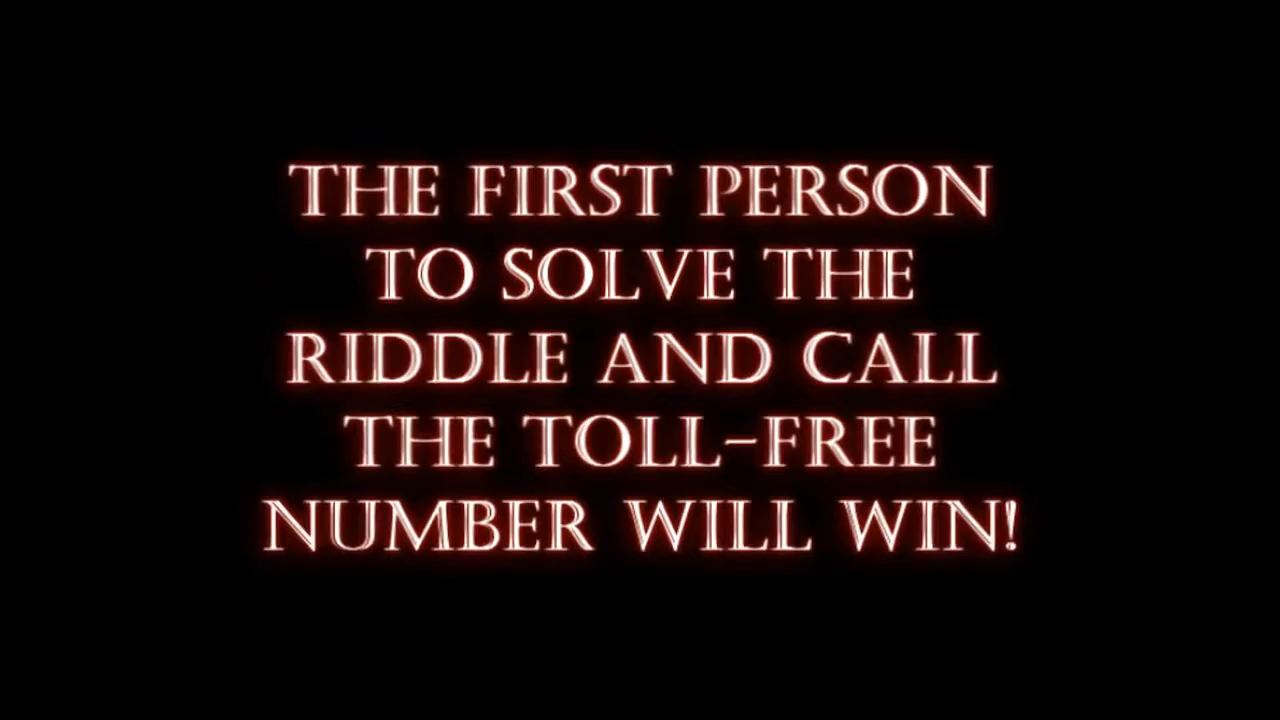 THE FIRST PERSON
TO SOLVE THE
RIDDLE AND CALL
THE TOLL-FREE
NUMBER WILL WIN!